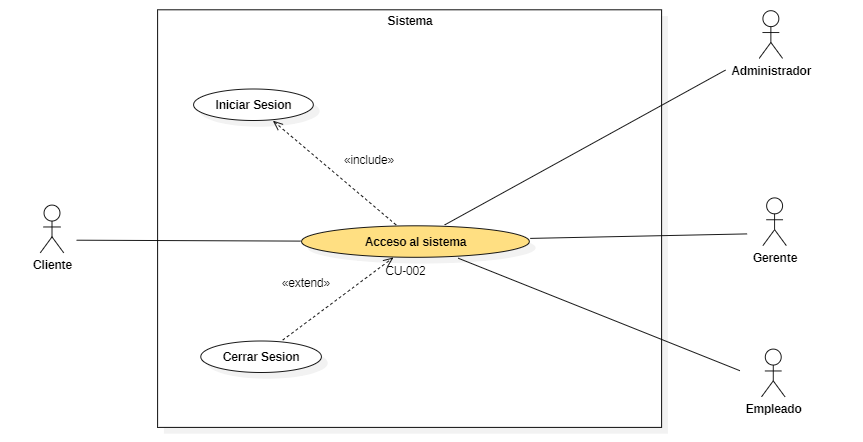 Sistema
Administrador
Iniciar Sesion
«include»
Cliente
Acceso al sistema
CU-002
Gerente
«extend»
Cerrar Sesion
Empleado